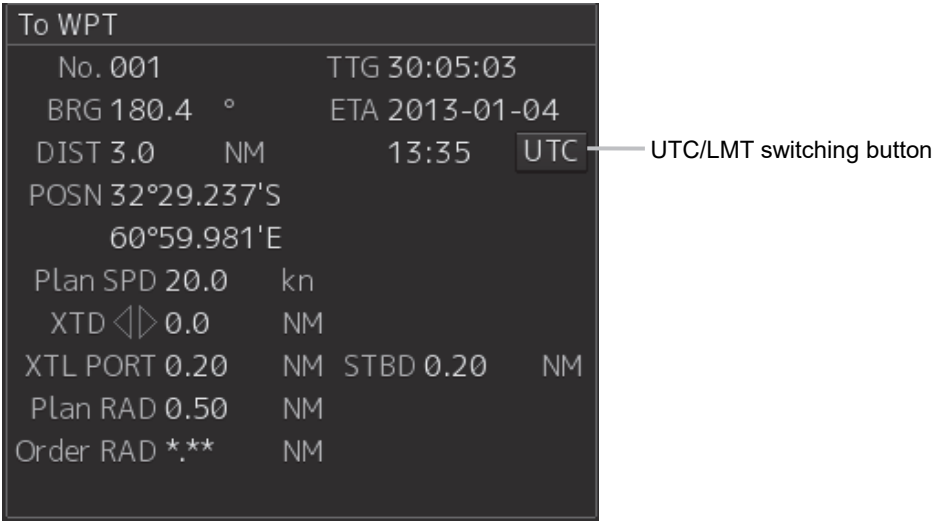 To WPT
No. 001 TTG 30:05:03
BRG 180.4 ° ETA 2013-01-04
DIST 3.0 NM 13:35 UTC UTC/LMT switching button
POSN 32°29.237'S
60°59.981'E
Plan SPD 20.0 kn
XTD 0.0 NM
XTL PORT 0.20 NM STBD 0.20 NM
Plan RAD 0.50 NM
Order RAD *.** NM